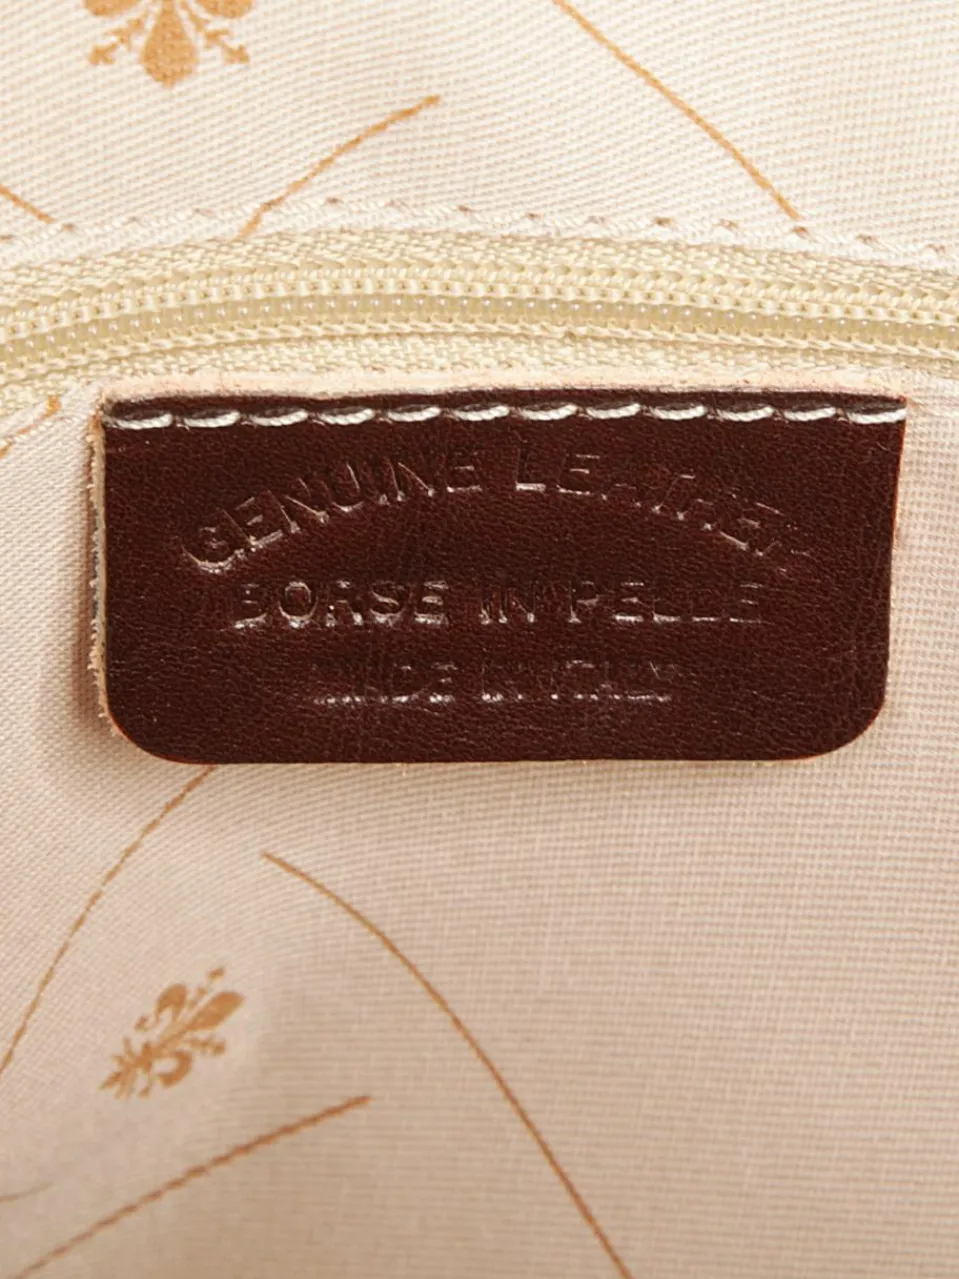 GENUINE LEATHER
BORSE IN PELLE
MADE IN ITALY